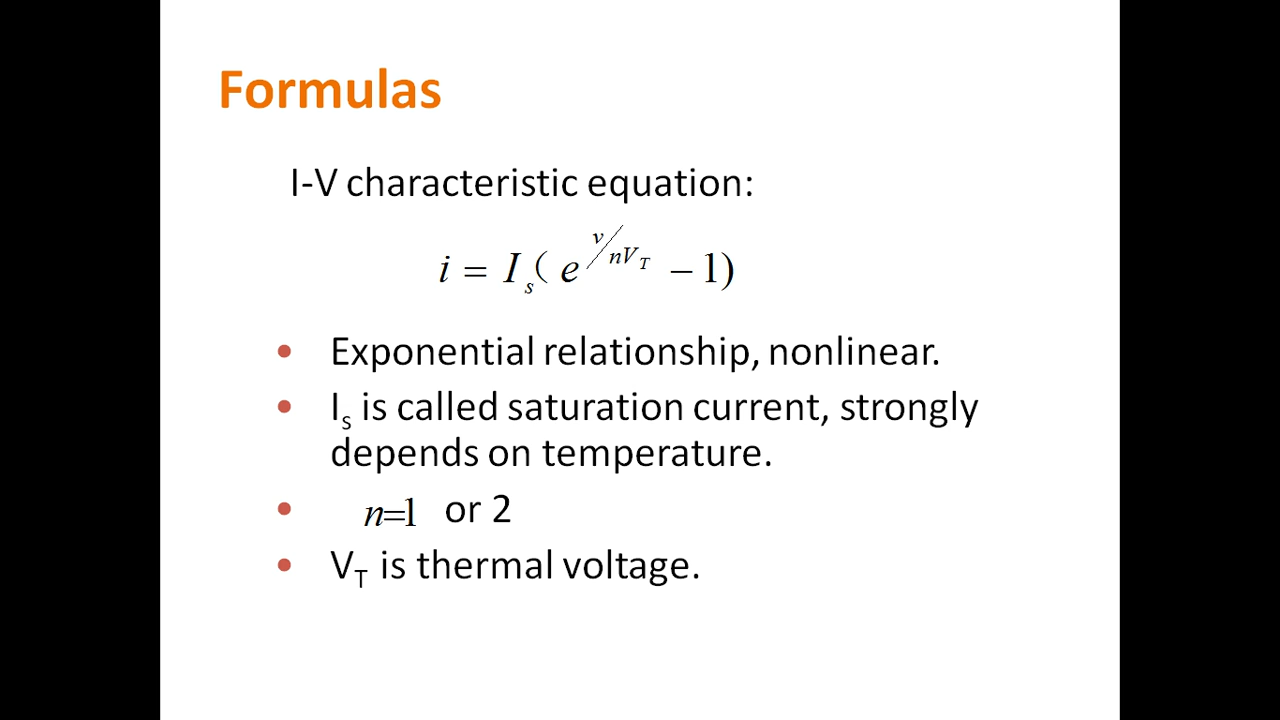 Formulas
I-V characteristic equation:
i = I_s( e^{v/nV_T} − 1)
• Exponential relationship, nonlinear.
• I_s is called saturation current, strongly
depends on temperature.
• n=1 or 2
• V_T is thermal voltage.